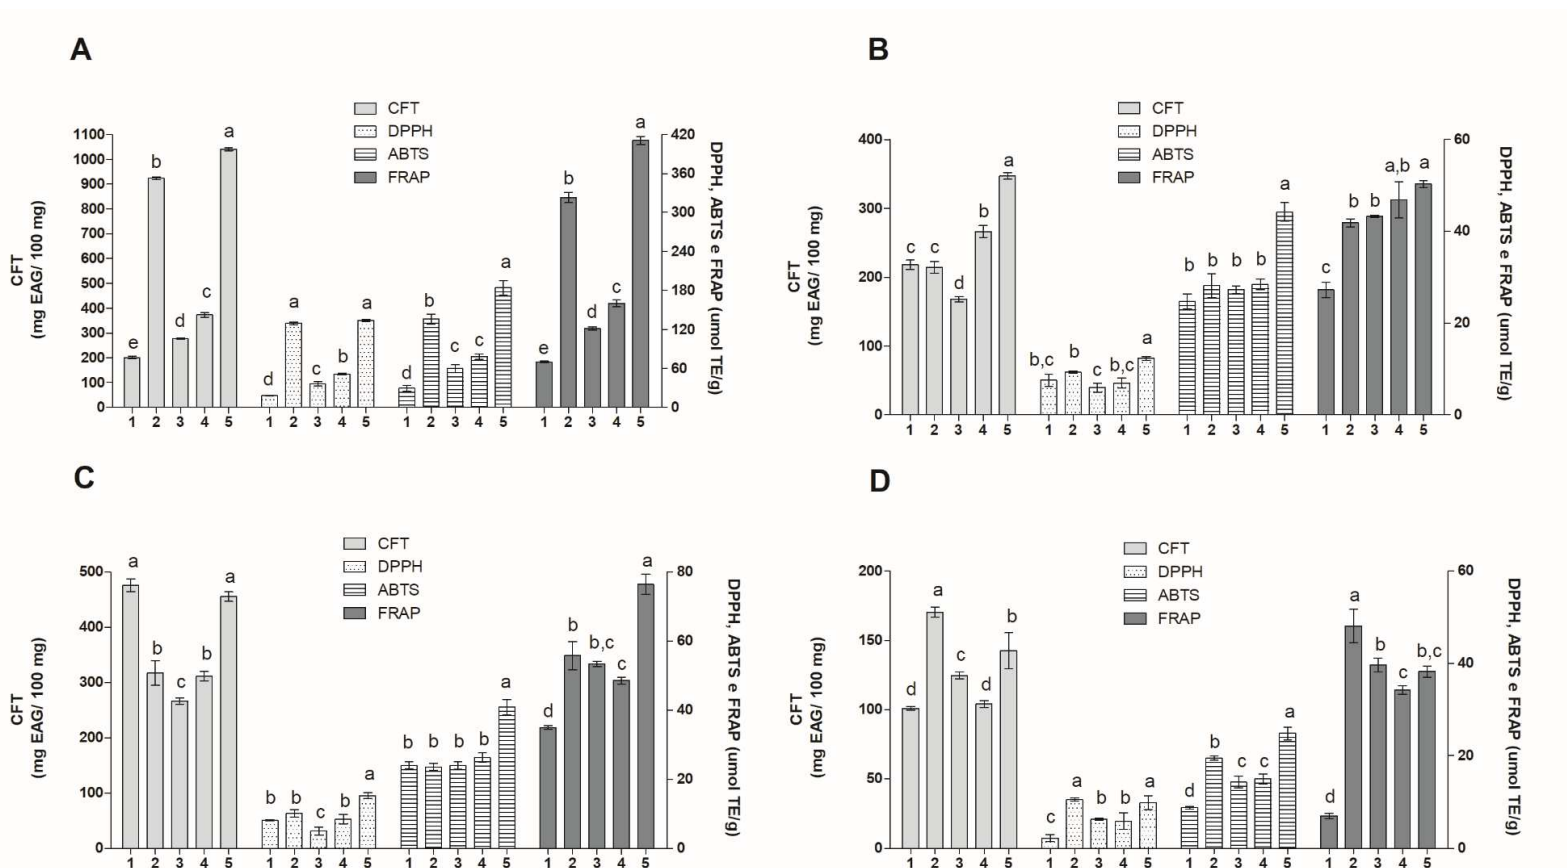 A
CFT
DPPH
ABTS
FRAP
1100
1000
900
800
700
600
500
400
300
200
100
0
CFT
(mg EAG/ 100 mg)
e b d c a
d a c b a
d b c c a
e b d c a
420
360
300
240
180
120
60
0
DPPH, ABTS e FRAP (umol TE/g)
1 2 3 4 5 1 2 3 4 5 1 2 3 4 5 1 2 3 4 5
B
CFT
DPPH
ABTS
FRAP
400
300
200
100
0
CFT
(mg EAG/ 100 mg)
c c d b a
b,c b c b,c a
b b b b a
c b b a,b a
60
40
20
0
DPPH, ABTS e FRAP (umol TE/g)
1 2 3 4 5 1 2 3 4 5 1 2 3 4 5 1 2 3 4 5
C
CFT
DPPH
ABTS
FRAP
500
400
300
200
100
0
CFT
(mg EAG/ 100 mg)
a b c b a
b b c b a
b b b b a
d b b,c c a
80
60
40
20
0
DPPH, ABTS e FRAP (umol TE/g)
1 2 3 4 5 1 2 3 4 5 1 2 3 4 5 1 2 3 4 5
D
CFT
DPPH
ABTS
FRAP
200
150
100
50
0
CFT
(mg EAG/ 100 mg)
d a c d b
c a b b a
d b c c a
d a b c b,c
60
40
20
0
DPPH, ABTS e FRAP (umol TE/g)
1 2 3 4 5 1 2 3 4 5 1 2 3 4 5 1 2 3 4 5